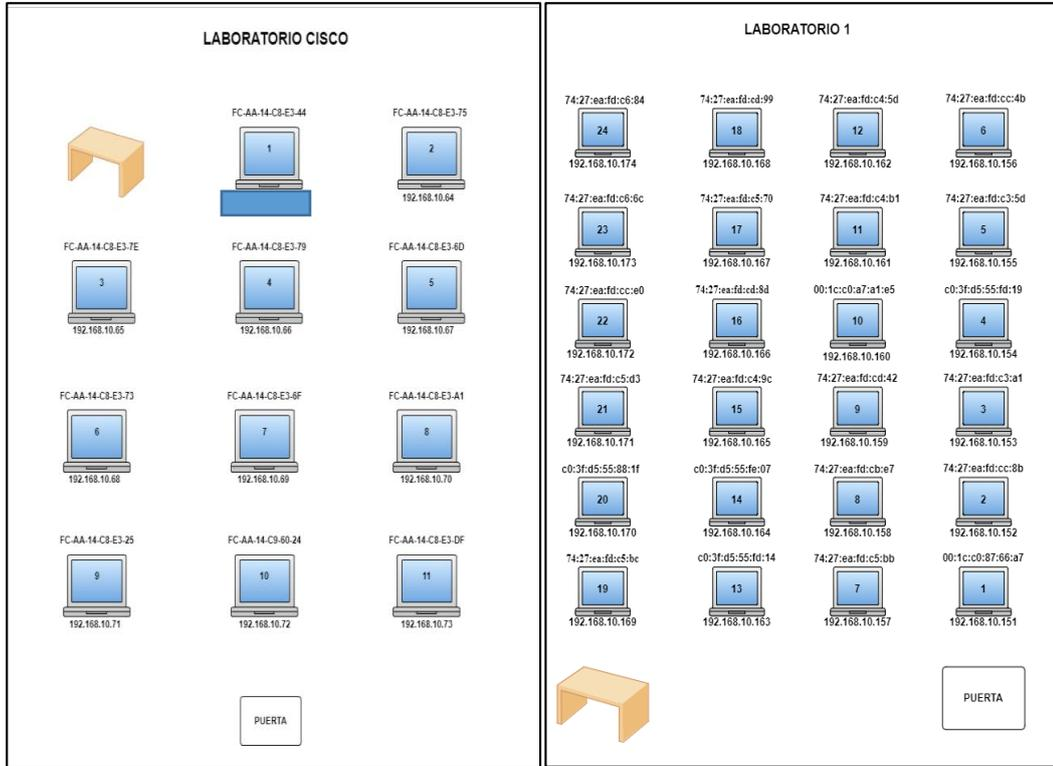 LABORATORIO CISCO
FC-AA-14-C8-E3-44
FC-AA-14-C8-E3-75
1
2
192.168.10.64
FC-AA-14-C8-E3-7E
FC-AA-14-C8-E3-79
FC-AA-14-C8-E3-6D
3
4
5
192.168.10.65
192.168.10.66
192.168.10.67
FC-AA-14-C8-E3-73
FC-AA-14-C8-E3-6F
FC-AA-14-C8-E3-A1
6
7
8
192.168.10.68
192.168.10.69
192.168.10.70
FC-AA-14-C8-E3-25
FC-AA-14-C9-60-24
FC-AA-14-C8-E3-DF
9
10
11
192.168.10.71
192.168.10.72
192.168.10.73
PUERTA
LABORATORIO 1
74:27:ea:fd:c6:84
74:27:ea:fd:cd:99
74:27:ea:fd:c4:5d
74:27:ea:fd:cc:4b
24
18
12
6
192.168.10.174
192.168.10.168
192.168.10.162
192.168.10.156
74:27:ea:fd:c6:6c
74:27:ea:fd:c5:70
74:27:ea:fd:c4:b1
74:27:ea:fd:c3:5d
23
17
11
5
192.168.10.173
192.168.10.167
192.168.10.161
192.168.10.155
74:27:ea:fd:cc:e0
74:27:ea:fd:cd:8d
00:1c:c0:a7:a1:e5
c0:3f:d5:55:fd:19
22
16
10
4
192.168.10.172
192.168.10.166
192.168.10.160
192.168.10.154
74:27:ea:fd:c5:d3
74:27:ea:fd:c4:9c
74:27:ea:fd:cd:42
74:27:ea:fd:c3:a1
21
15
9
3
192.168.10.171
192.168.10.165
192.168.10.159
192.168.10.153
c0:3f:d5:55:88:1f
c0:3f:d5:55:fe:07
74:27:ea:fd:cb:e7
74:27:ea:fd:cc:8b
20
14
8
2
192.168.10.170
192.168.10.164
192.168.10.158
192.168.10.152
74:27:ea:fd:c5:bc
c0:3f:d5:55:fd:14
74:27:ea:fd:c5:bb
00:1c:c0:87:66:a7
19
13
7
1
192.168.10.169
192.168.10.163
192.168.10.157
192.168.10.151
PUERTA